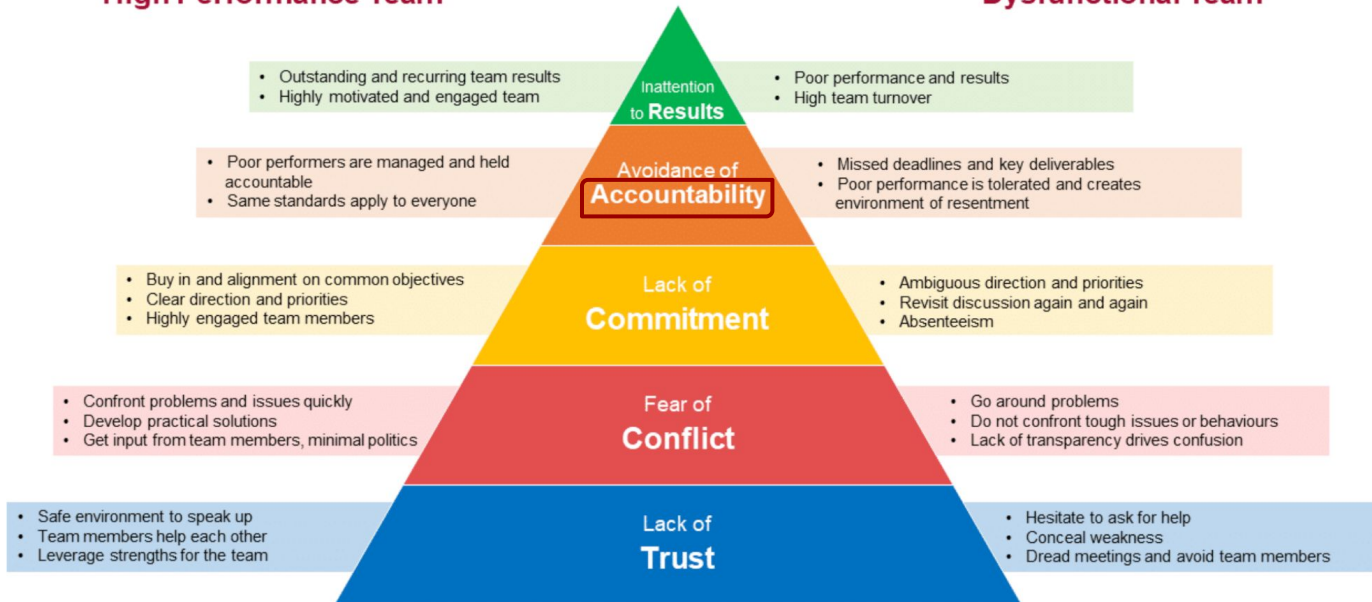 High Performance Team
Dysfunctional Team
• Outstanding and recurring team results
• Highly motivated and engaged team
Inattention
to Results
• Poor performance and results
• High team turnover
• Poor performers are managed and held
accountable
• Same standards apply to everyone
Avoidance of
Accountability
• Missed deadlines and key deliverables
• Poor performance is tolerated and creates
environment of resentment
• Buy in and alignment on common objectives
• Clear direction and priorities
• Highly engaged team members
Lack of
Commitment
• Ambiguous direction and priorities
• Revisit discussion again and again
• Absenteeism
• Confront problems and issues quickly
• Develop practical solutions
• Get input from team members, minimal politics
Fear of
Conflict
• Go around problems
• Do not confront tough issues or behaviours
• Lack of transparency drives confusion
• Safe environment to speak up
• Team members help each other
• Leverage strengths for the team
Lack of
Trust
• Hesitate to ask for help
• Conceal weakness
• Dread meetings and avoid team members